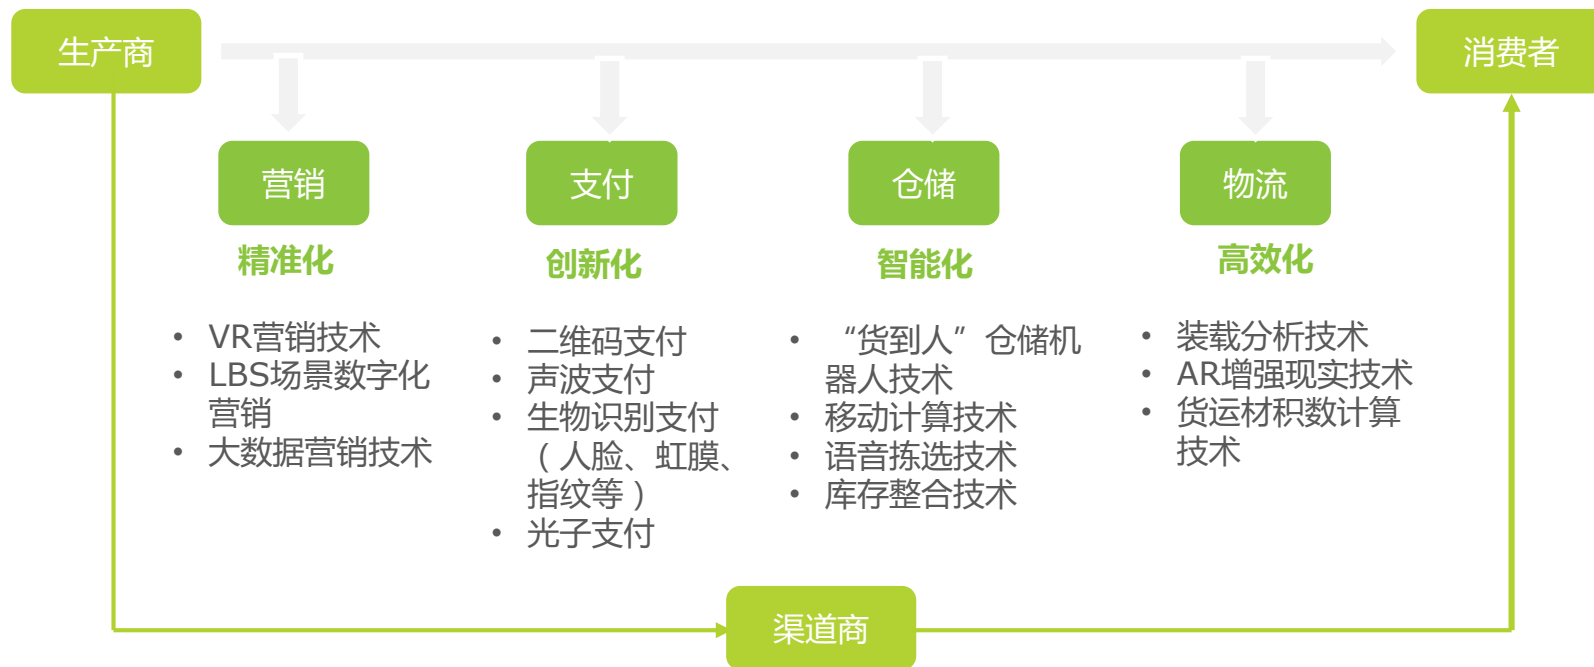 生产商
消费者
营销
支付
仓储
物流
精准化
创新化
智能化
高效化
• VR营销技术
• LBS场景数字化
营销
• 大数据营销技术
• 二维码支付
• 声波支付
• 生物识别支付
（人脸、虹膜、
指纹等）
• 光子支付
• “货到人”仓储机
器人技术
• 移动计算技术
• 语音拣选技术
• 库存整合技术
• 装载分析技术
• AR增强现实技术
• 货运材积数计算
技术
渠道商